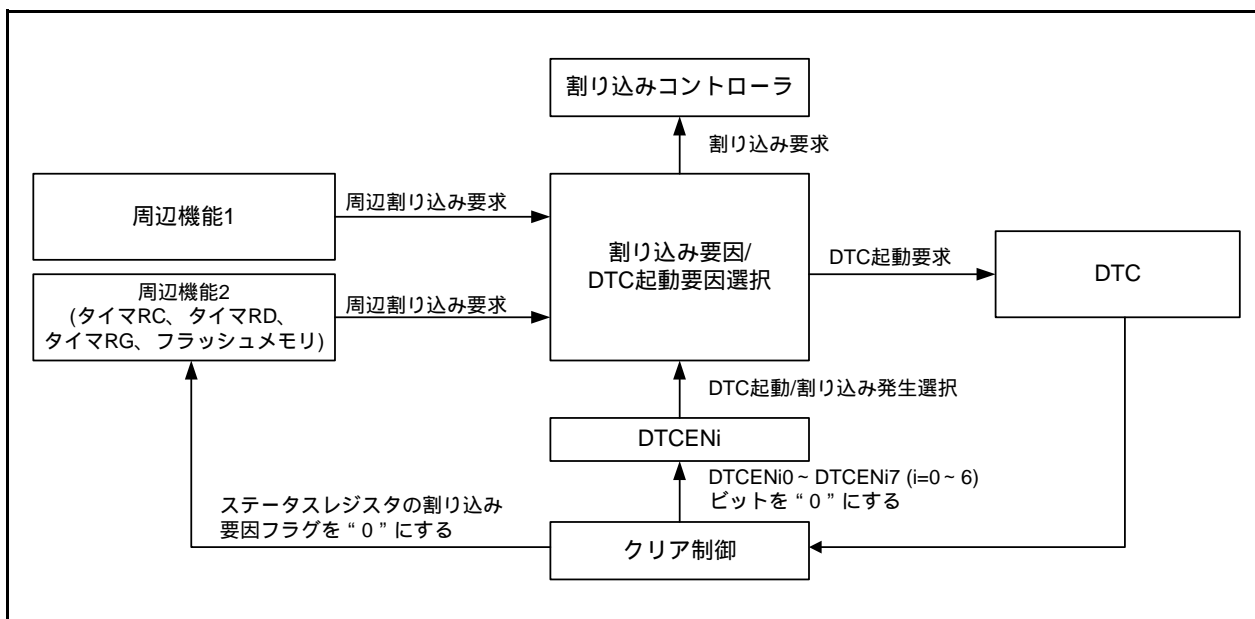 割り込みコントローラ
割り込み要求
周辺機能1
周辺割り込み要求
割り込み要因/
DTC起動要因選択
DTC起動要求
DTC
周辺機能2
(タイマRC、タイマRD、
タイマRG、フラッシュメモリ)
周辺割り込み要求
DTC起動/割り込み発生選択
DTCENi
DTCENi0~DTCENi7 (i=0~6)
ビットを“0”にする
ステータスレジスタの割り込み
要因フラグを“0”にする
クリア制御